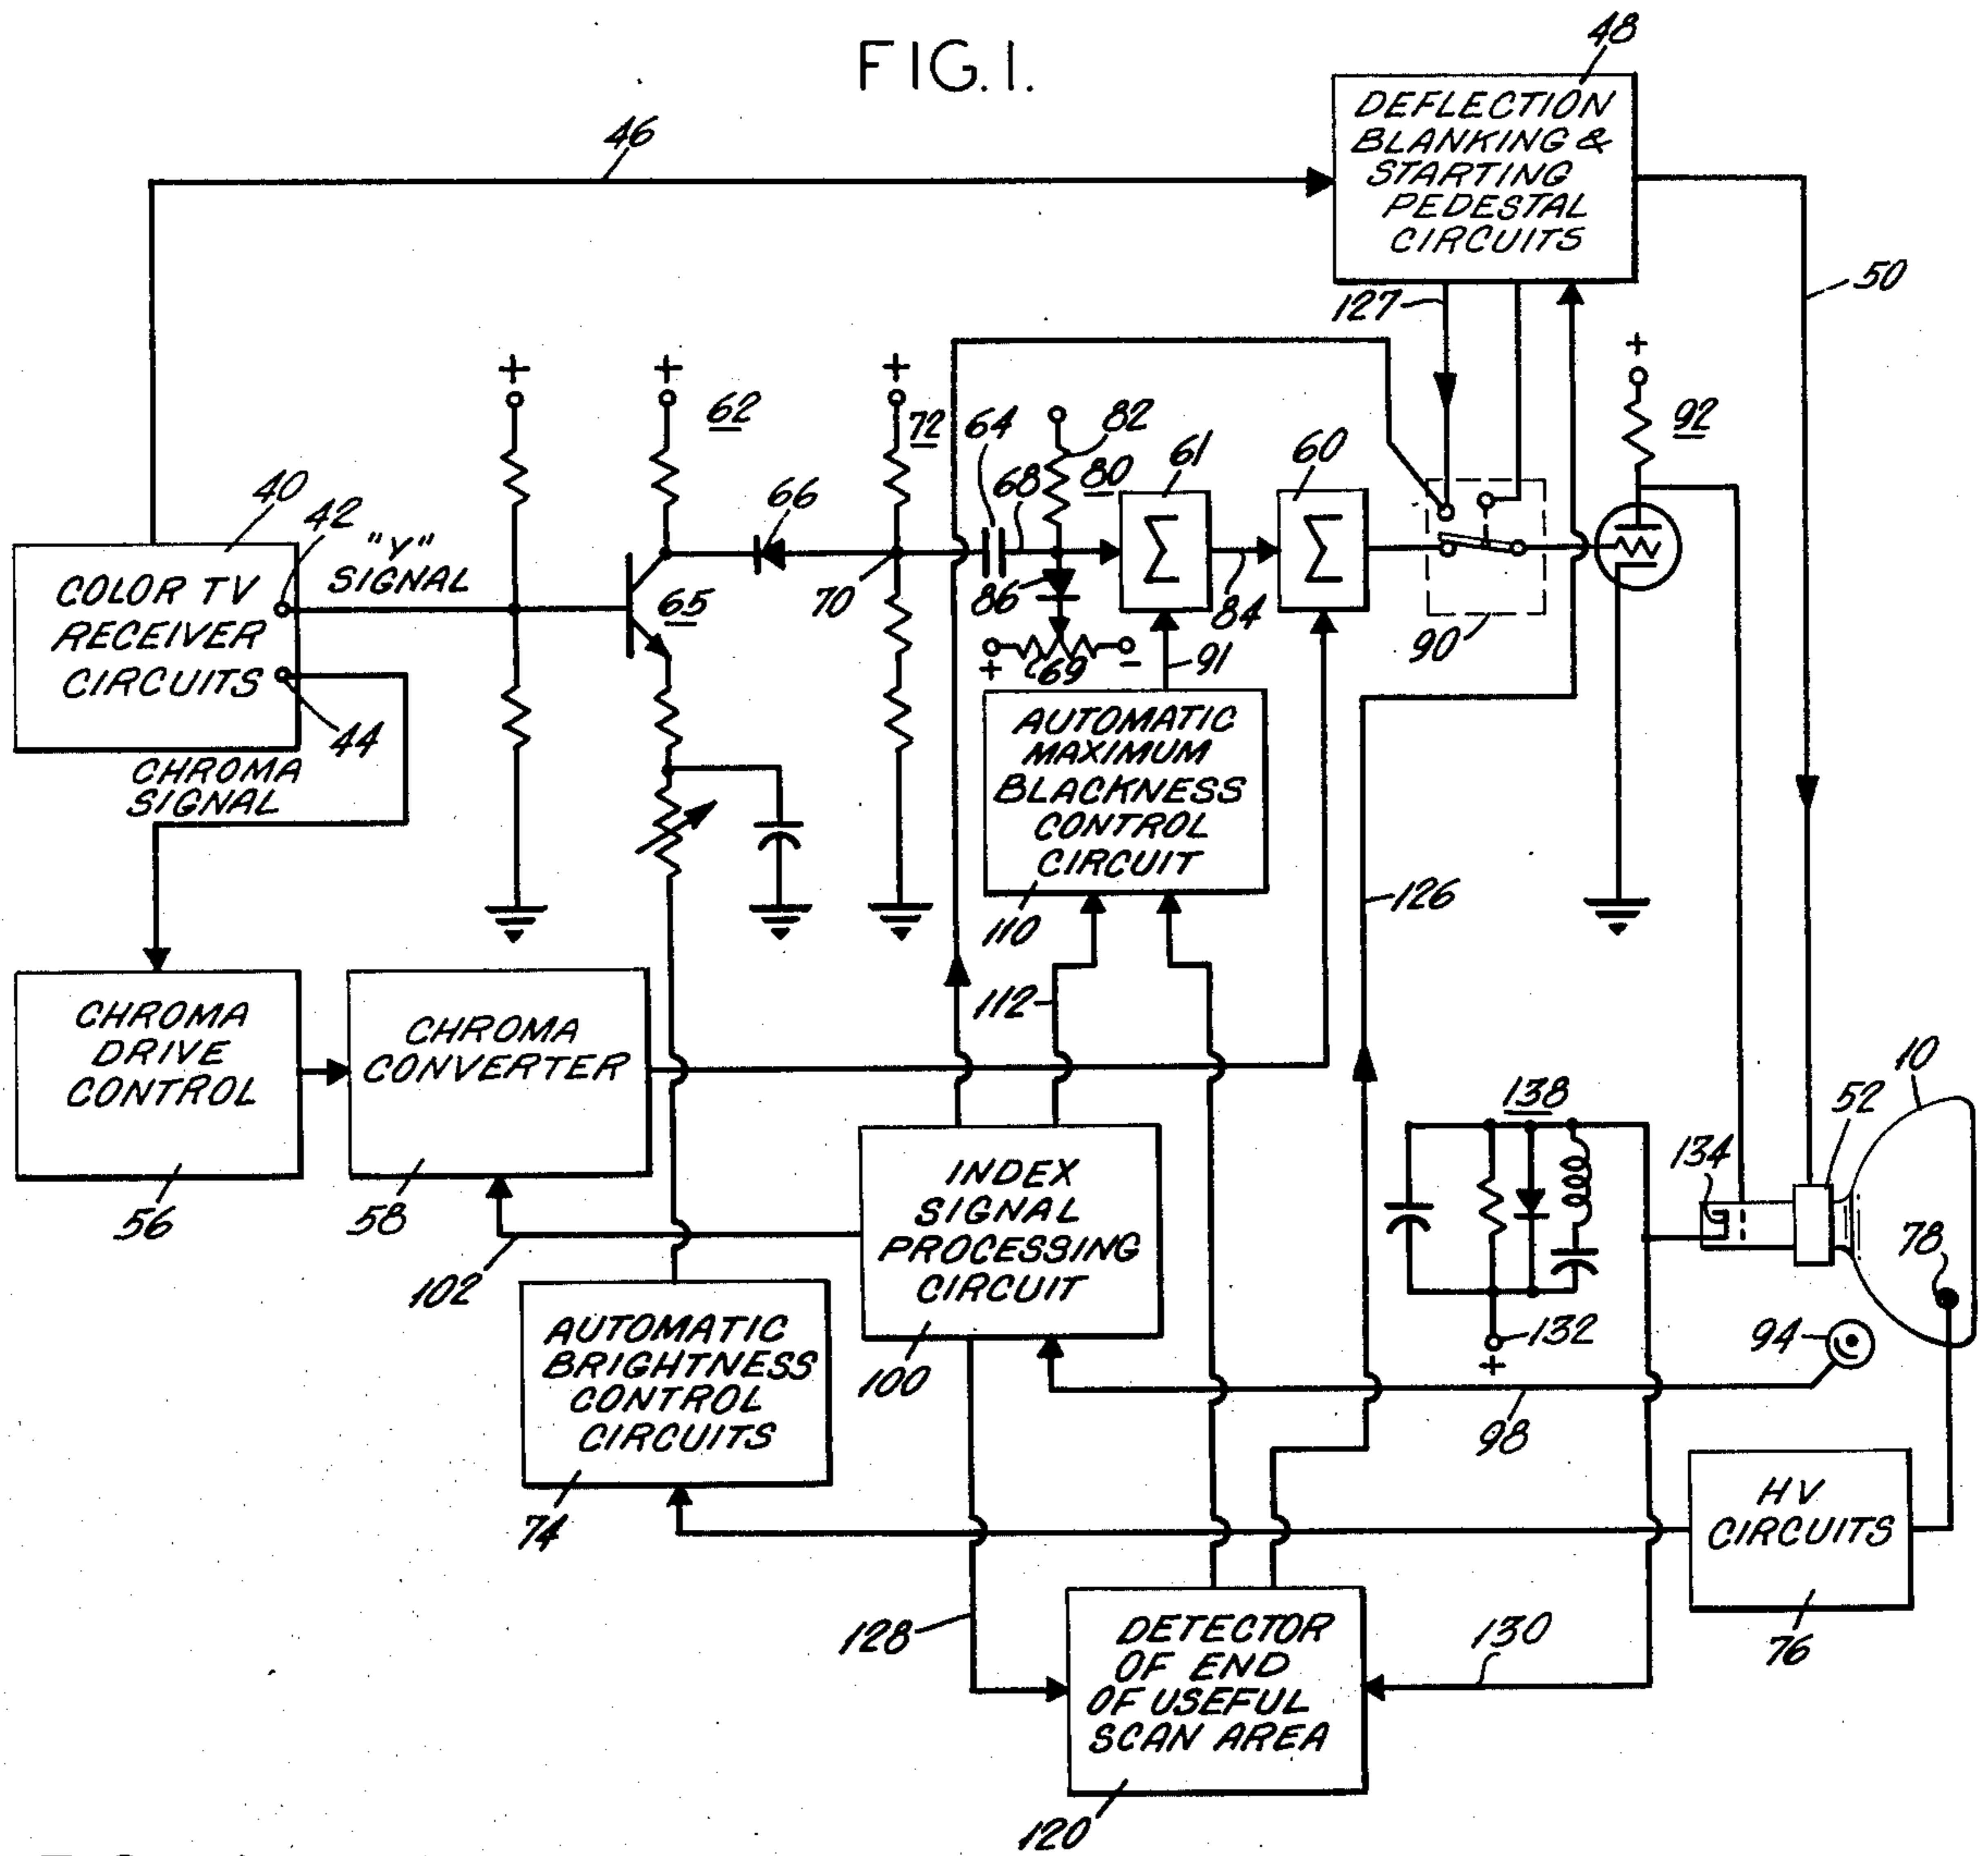 FIG. 1.
48
DEFLECTION
BLANKING &
STARTING
PEDESTAL
CIRCUITS
46
50
127
+
+
+
+
62
72
64
82
92
80
61
60
66
68
40
42
"Y"
SIGNAL
COLOR TV
RECEIVER
CIRCUITS
65
70
86
Σ
Σ
84
90
+
69
-
91
44
CHROMA
SIGNAL
AUTOMATIC
MAXIMUM
BLACKNESS
CONTROL
CIRCUIT
110
126
112
CHROMA
DRIVE
CONTROL
56
CHROMA
CONVERTER
58
10
52
138
134
78
INDEX
SIGNAL
PROCESSING
CIRCUIT
100
102
132
+
94
AUTOMATIC
BRIGHTNESS
CONTROL
CIRCUITS
74
98
HV
CIRCUITS
76
128
130
DETECTOR
OF END
OF USEFUL
SCAN AREA
120